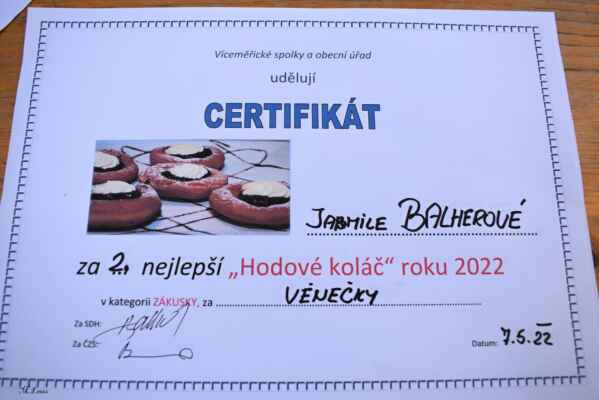 Víceměřické spolky a obecní úřad
udělují
CERTIFIKÁT
JARMILE BALHEROVÉ
za 2. nejlepší „Hodové koláč“ roku 2022
v kategorii ZÁKUSKY, za VĚNEČKY
Za SDH:
Za ČZS:
Datum: 7.5.22